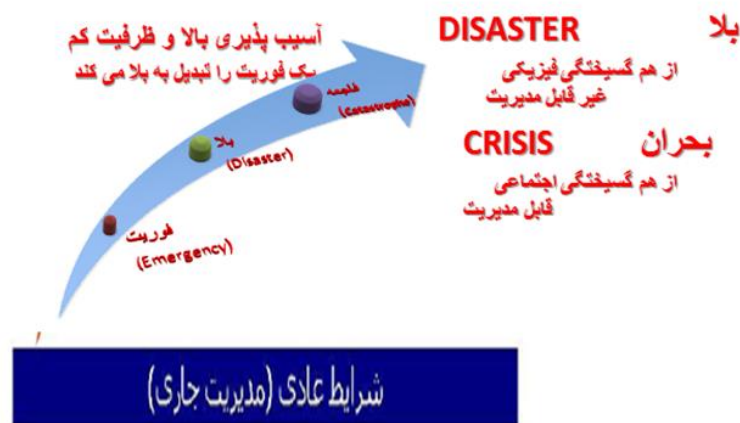 آسیب پذیری بالا و ظرفیت کم
یک فوریت را تبدیل به بلا می کند
بلا DISASTER
از هم گسیختگی فیزیکی
غیر قابل مدیریت
بحران CRISIS
از هم گسیختگی اجتماعی
قابل مدیریت
فاجعه
(Catastrophe)
بلا
(Disaster)
فوریت
(Emergency)
شرایط عادی (مدیریت جاری)